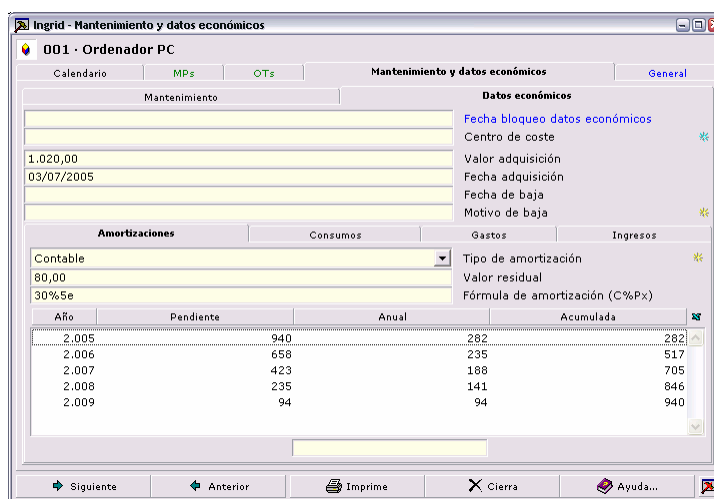 Ingrid - Mantenimiento y datos económicos
001 · Ordenador PC
Calendario MPs OTs Mantenimiento y datos económicos General
Mantenimiento Datos económicos
Fecha bloqueo datos económicos
Centro de coste
1.020,00 Valor adquisición
03/07/2005 Fecha adquisición
Fecha de baja
Motivo de baja
Amortizaciones Consumos Gastos Ingresos
Contable Tipo de amortización
80,00 Valor residual
30%5e Fórmula de amortización (C%Px)
Año Pendiente Anual Acumulada
2.005 940 282 282
2.006 658 235 517
2.007 423 188 705
2.008 235 141 846
2.009 94 94 940
Siguiente Anterior Imprime Cierra Ayuda...